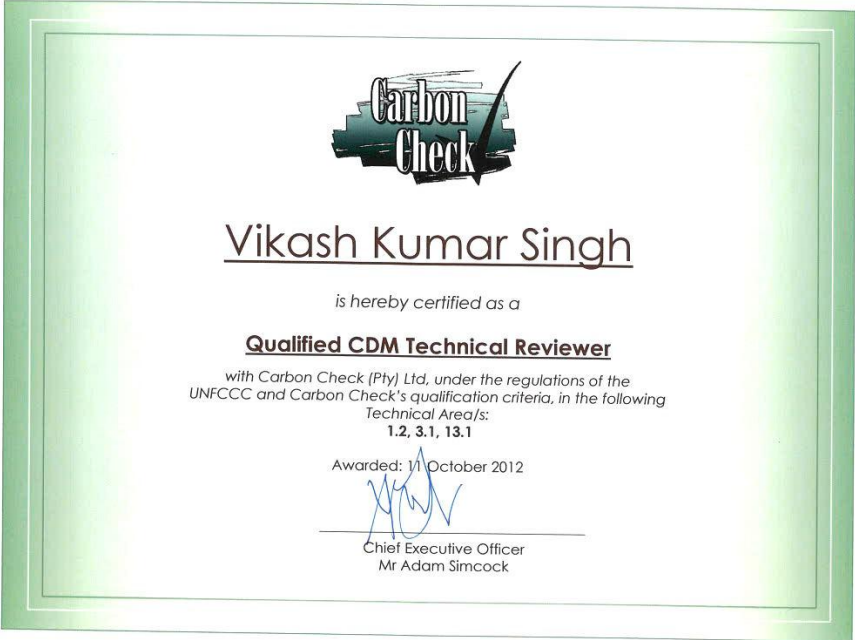 Carbon
Check
Vikash Kumar Singh
is hereby certified as a
Qualified CDM Technical Reviewer
with Carbon Check (Pty) Ltd, under the regulations of the
UNFCCC and Carbon Check's qualification criteria, in the following
Technical Area/s:
1.2, 3.1, 13.1
Awarded: 11 October 2012
Chief Executive Officer
Mr Adam Simcock